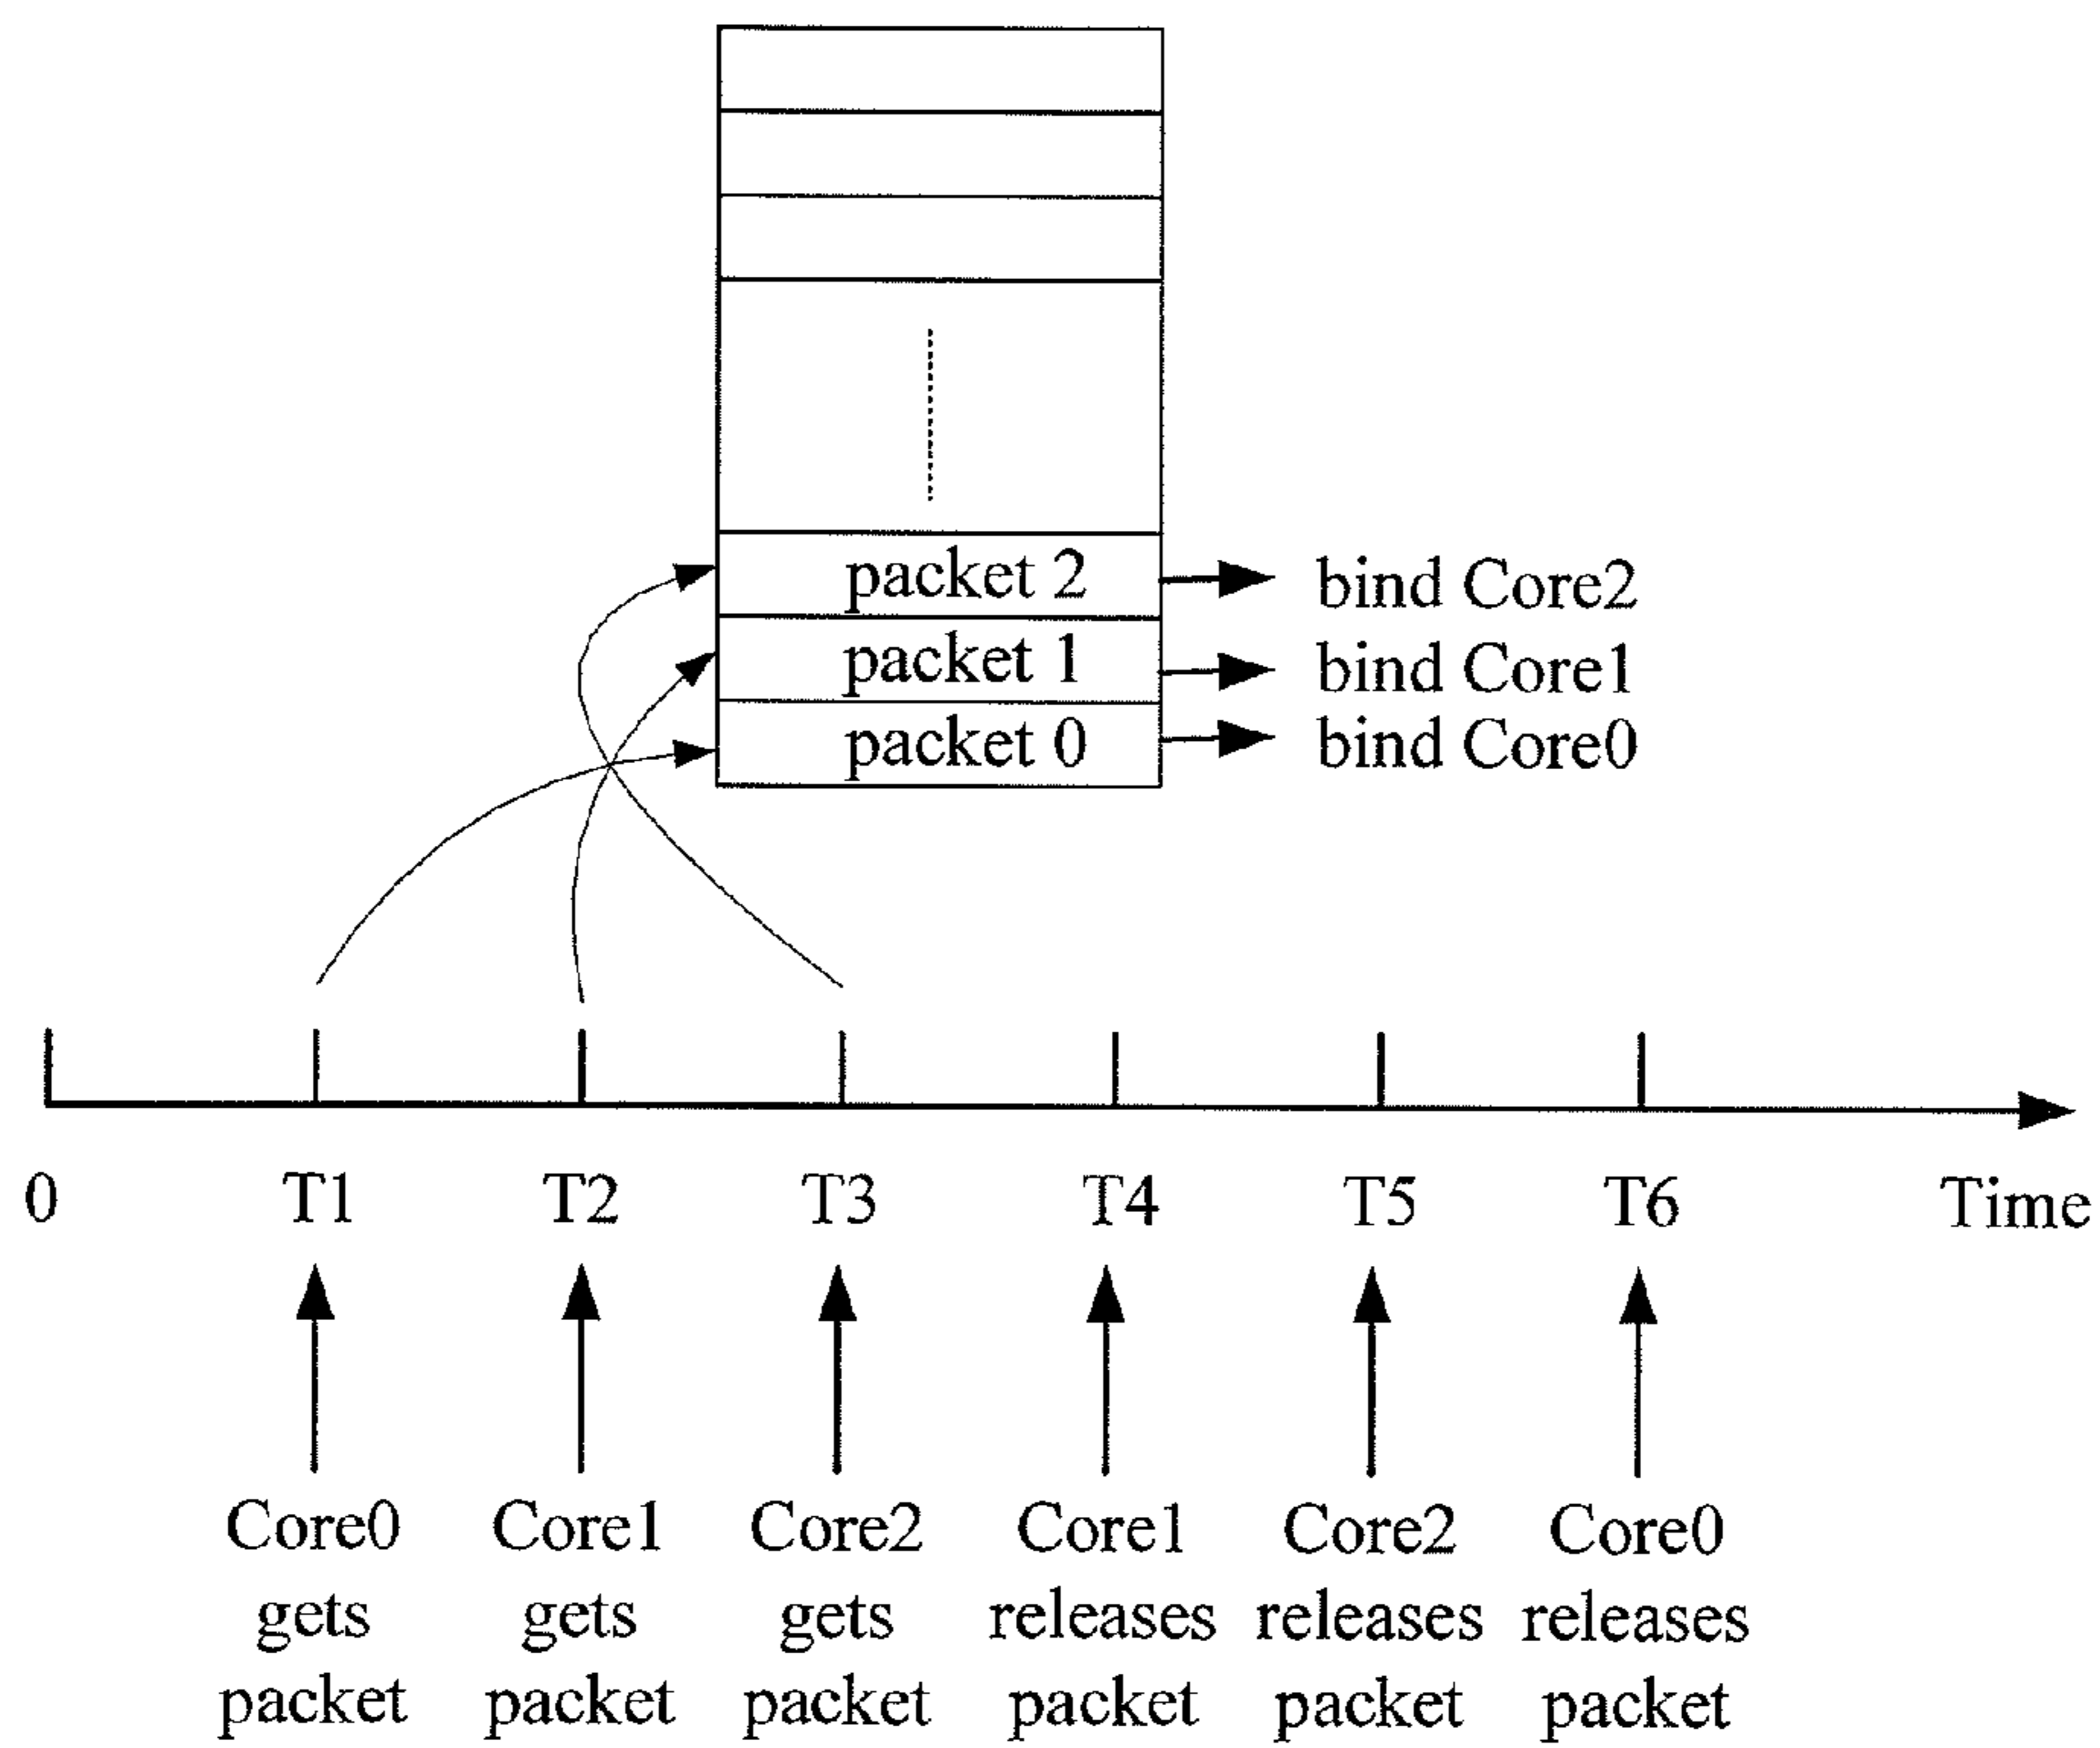 packet 2 bind Core2
packet 1 bind Core1
packet 0 bind Core0
0 T1 T2 T3 T4 T5 T6 Time
Core0 Core1 Core2 Core1 Core2 Core0
gets gets gets releases releases releases
packet packet packet packet packet packet